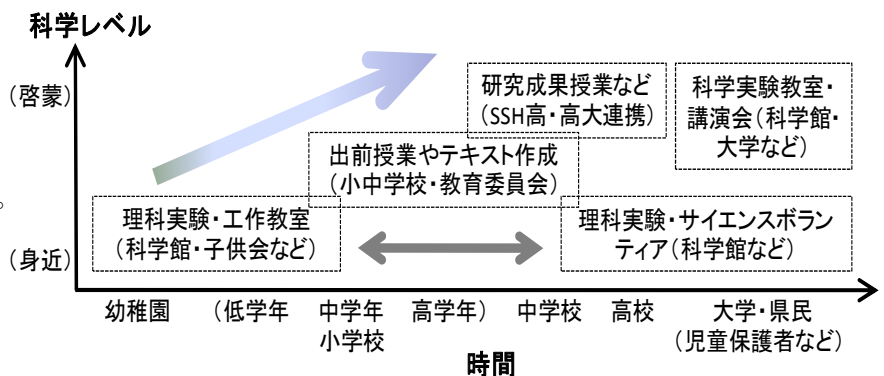 科学レベル
(啓蒙)
研究成果授業など
(SSH高・高大連携)
科学実験教室・
講演会(科学館・
大学など)
出前授業やテキスト作成
(小中学校・教育委員会)
。
理科実験・工作教室
(科学館・子供会など)
理科実験・サイエンスボラン
ティア(科学館など)
(身近)
幼稚園 (低学年 中学年 高学年) 中学校 高校 大学・県民
小学校 (児童保護者など)
時間